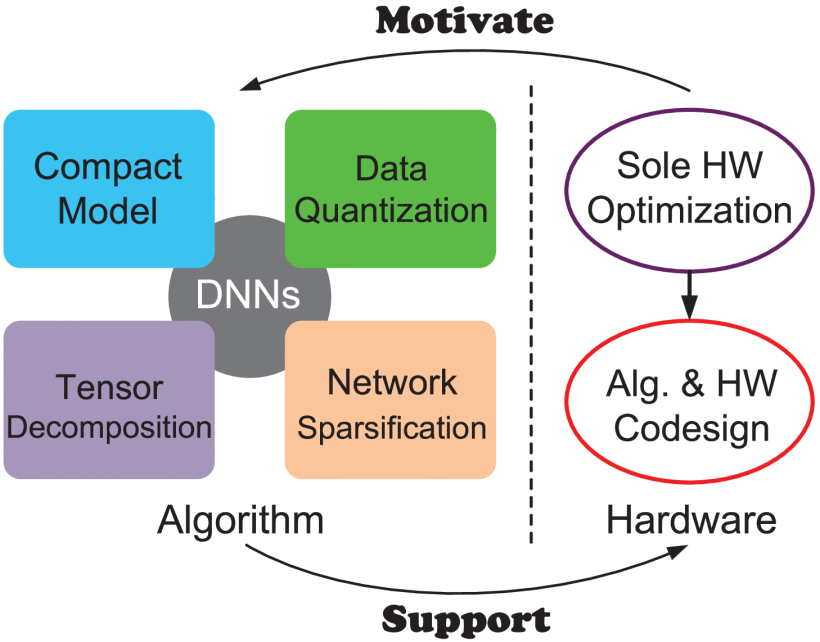 Motivate
Compact
Model
Data
Quantization
DNNs
Tensor
Decomposition
Network
Sparsification
Algorithm
Sole HW
Optimization
Alg. & HW
Codesign
Hardware
Support